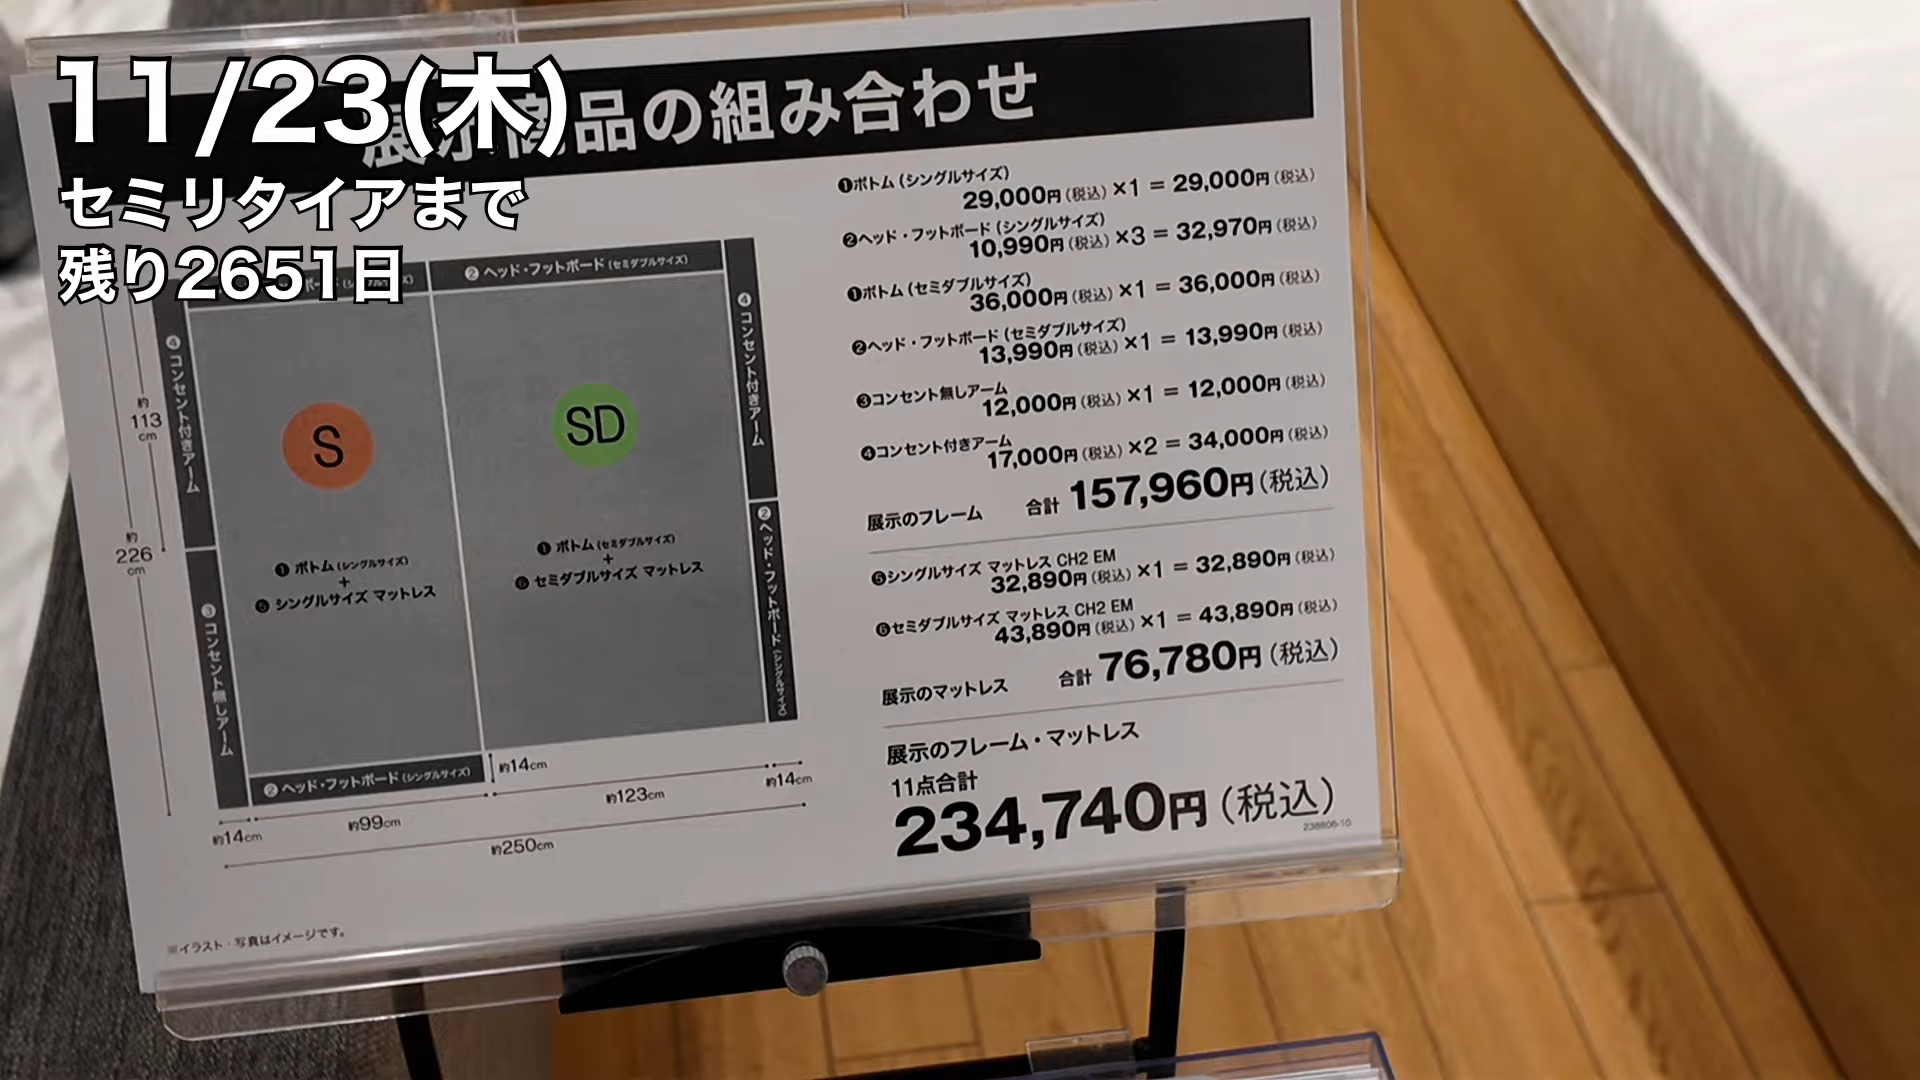 11/23(木)
セミリタイアまで
残り2651日
展示商品の組み合わせ
❷ヘッド・フットボード(セミダブルサイズ)
❹コンセント付きアーム
❹コンセント付きアーム
約113cm
約226cm
S
SD
❶ボトム(シングルサイズ)
+
❺シングルサイズ マットレス
❶ボトム(セミダブルサイズ)
+
❻セミダブルサイズ マットレス
❸コンセント無しアーム
❷ヘッド・フットボード(シングルサイズ)
❷ヘッド・フットボード(シングルサイズ)
約14cm
約14cm
約99cm
約123cm
約14cm
約250cm
※イラスト・写真はイメージです。
❶ボトム(シングルサイズ)
29,000円(税込)×1 = 29,000円(税込)
❷ヘッド・フットボード(シングルサイズ)
10,990円(税込)×3 = 32,970円(税込)
❶ボトム(セミダブルサイズ)
36,000円(税込)×1 = 36,000円(税込)
❷ヘッド・フットボード(セミダブルサイズ)
13,990円(税込)×1 = 13,990円(税込)
❸コンセント無しアーム
12,000円(税込)×1 = 12,000円(税込)
❹コンセント付きアーム
17,000円(税込)×2 = 34,000円(税込)
展示のフレーム 合計 157,960円(税込)
❺シングルサイズ マットレス CH2 EM
32,890円(税込)×1 = 32,890円(税込)
❻セミダブルサイズ マットレス CH2 EM
43,890円(税込)×1 = 43,890円(税込)
展示のマットレス 合計 76,780円(税込)
展示のフレーム・マットレス
11点合計
234,740円(税込)